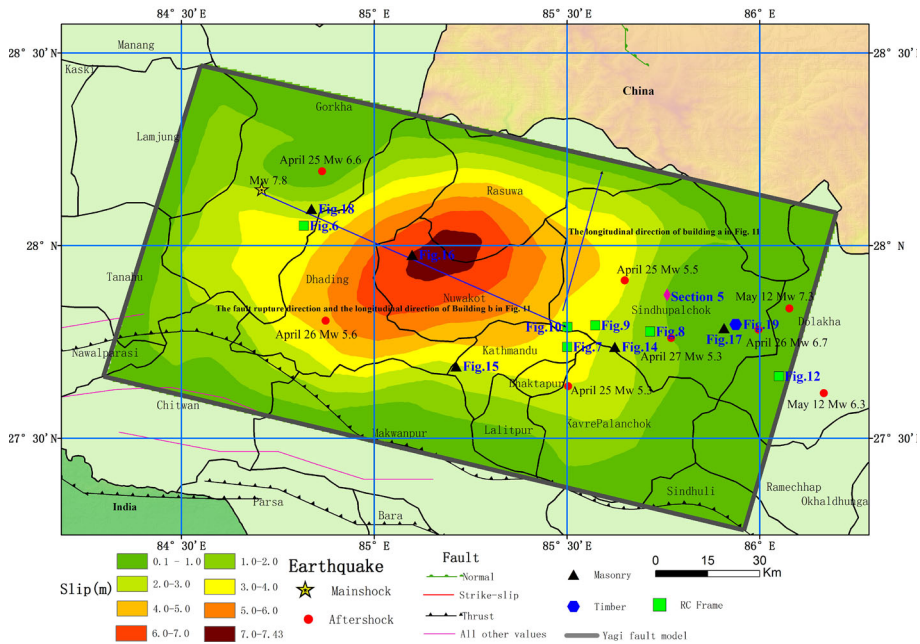 84° 30′E
85° E
85° 30′E
86° E
28° 30′N
28° 30′N
Manang
Kaski
China
Gorkha
Lamjung
April 25 Mw 6.6
Mw 7.8
Rasuwa
Fig.18
Fig.6
The longitudinal direction of building a in Fig. 11
28° N
28° N
Fig.16
Dhading
April 25 Mw 5.5
Tanahu
Nuwakot
Sindhupalchok
Section 5
May 12 Mw 7.3
The fault rupture direction and the longitudinal direction of Building b in Fig. 11
April 26 Mw 5.6
Fig.10
Fig.9
Fig.8
Fig.19
Dolakha
Fig.17
April 26 Mw 6.7
Nawalparasi
Kathmandu
Fig.7
Fig.14
April 27 Mw 5.3
Fig.15
Fig.12
Chitwan
Bhaktapur
April 25 Mw 5.3
May 12 Mw 6.3
27° 30′N
27° 30′N
Makwanpur
Lalitpur
KavrePalanchok
India
Parsa
Bara
Sindhuli
Ramechhap
Okhaldhunga
84° 30′E
85° E
85° 30′E
86° E
Slip(m)
0.1 - 1.0
1.0-2.0
2.0-3.0
3.0-4.0
4.0-5.0
5.0-6.0
6.0-7.0
7.0-7.43
Earthquake
Mainshock
Aftershock
Fault
Normal
Strike-slip
Thrust
All other values
Masonry
Timber
RC Frame
Yagi fault model
0 15 30
Km